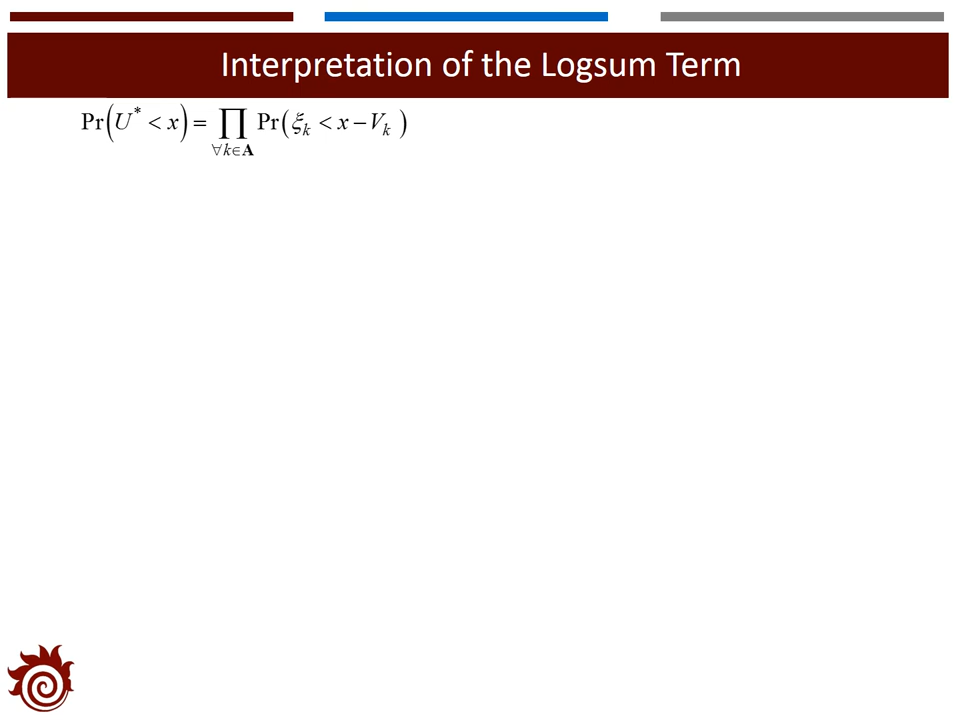 Interpretation of the Logsum Term
Pr(U* < x) = ∏ Pr(ξₖ < x − Vₖ)
∀k∈A